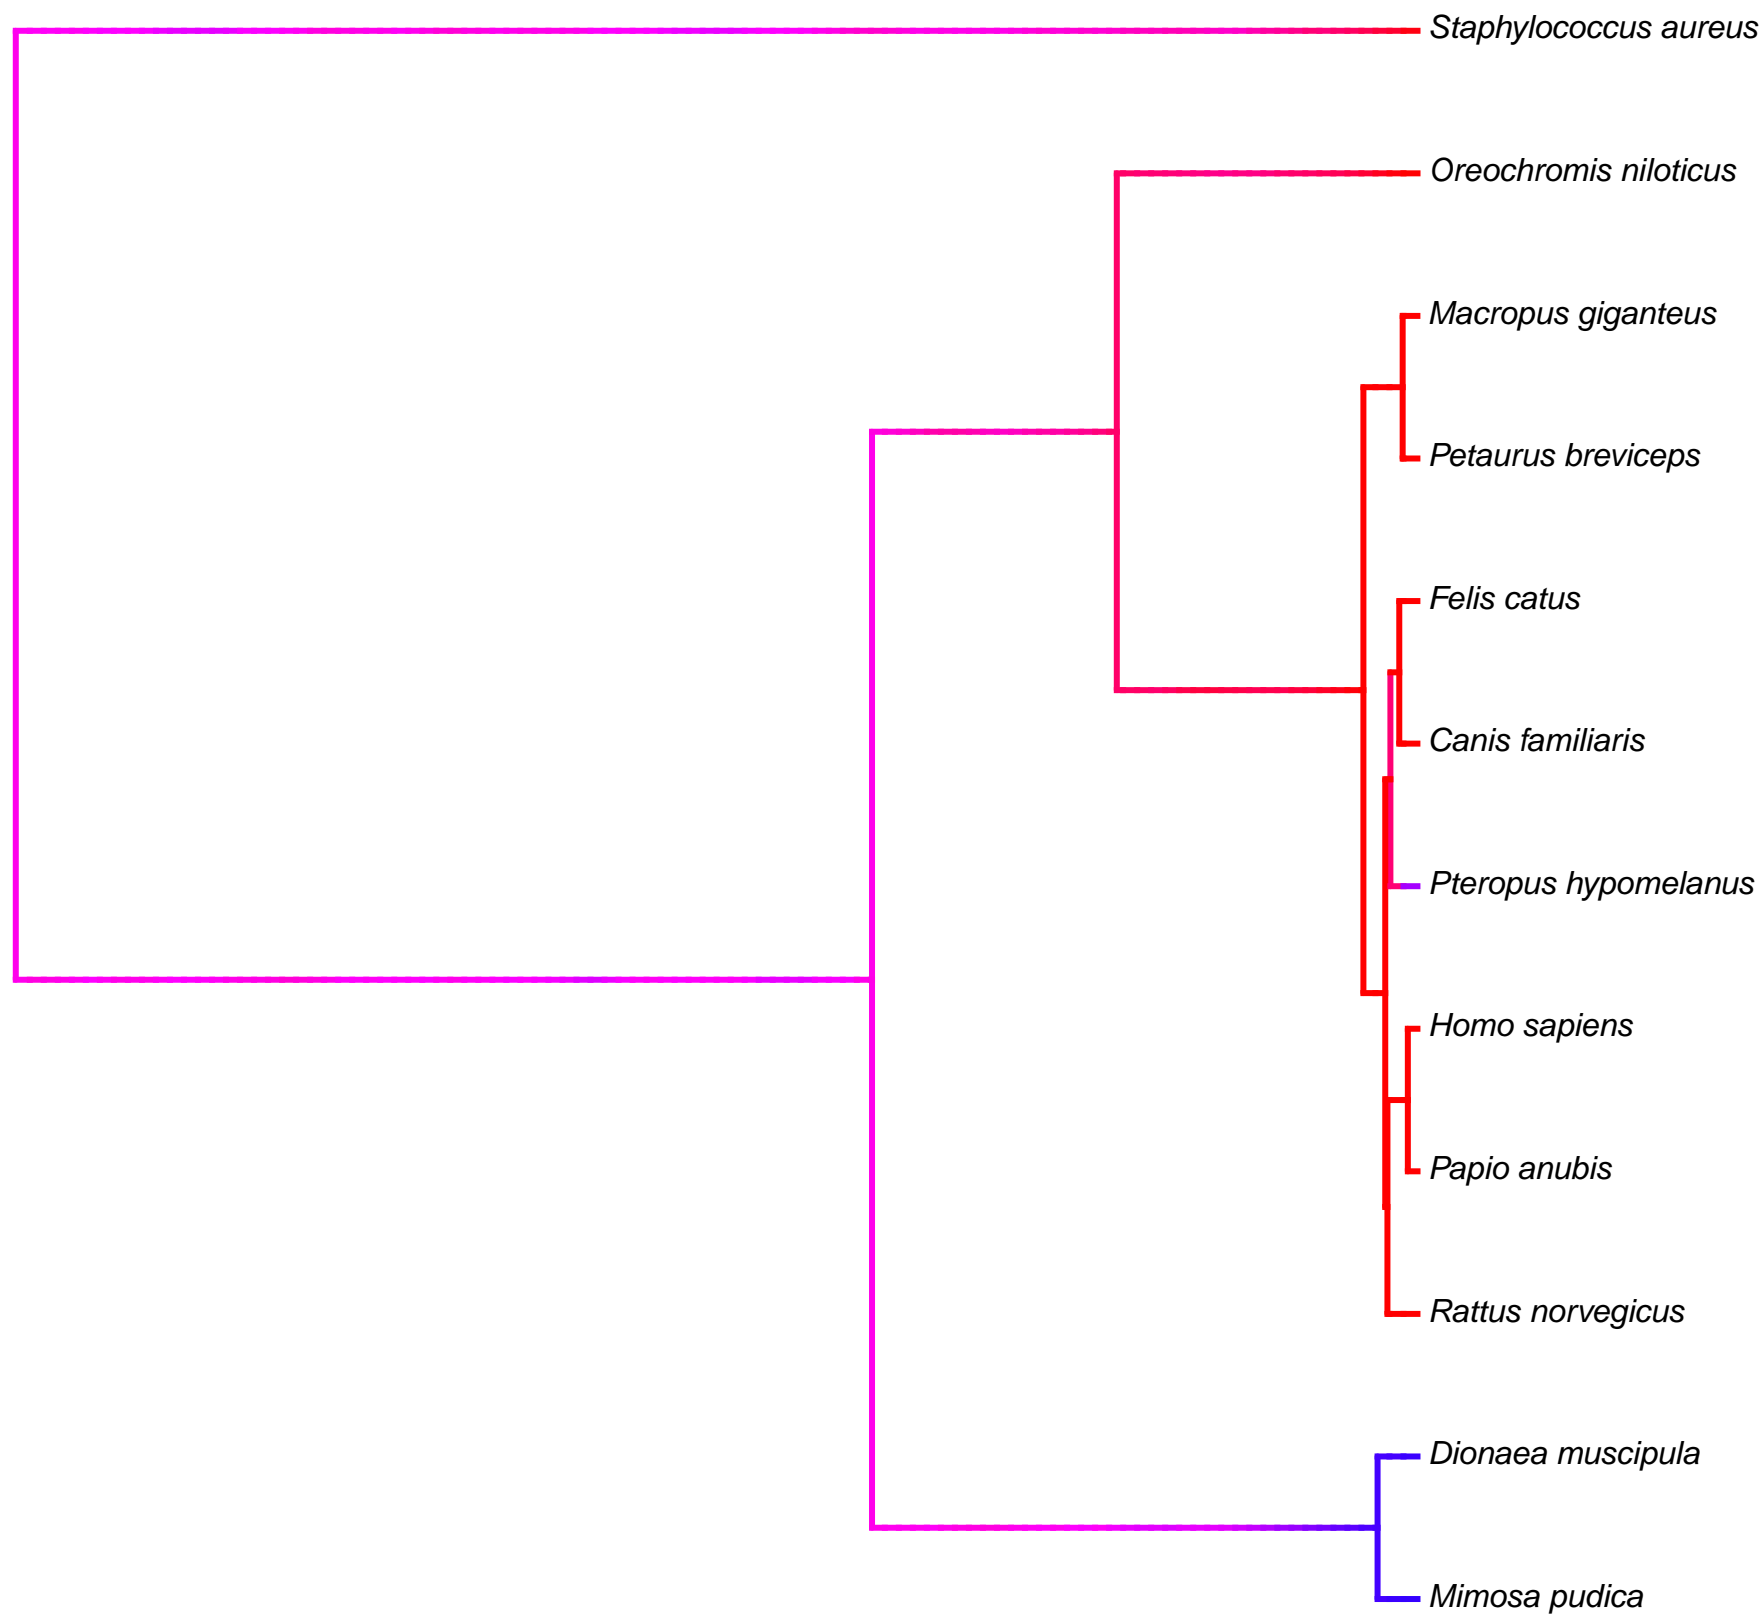 Staphylococcus aureus
Oreochromis niloticus
Macropus giganteus
Petaurus breviceps
Felis catus
Canis familiaris
Pteropus hypomelanus
Homo sapiens
Papio anubis
Rattus norvegicus
Dionaea muscipula
Mimosa pudica